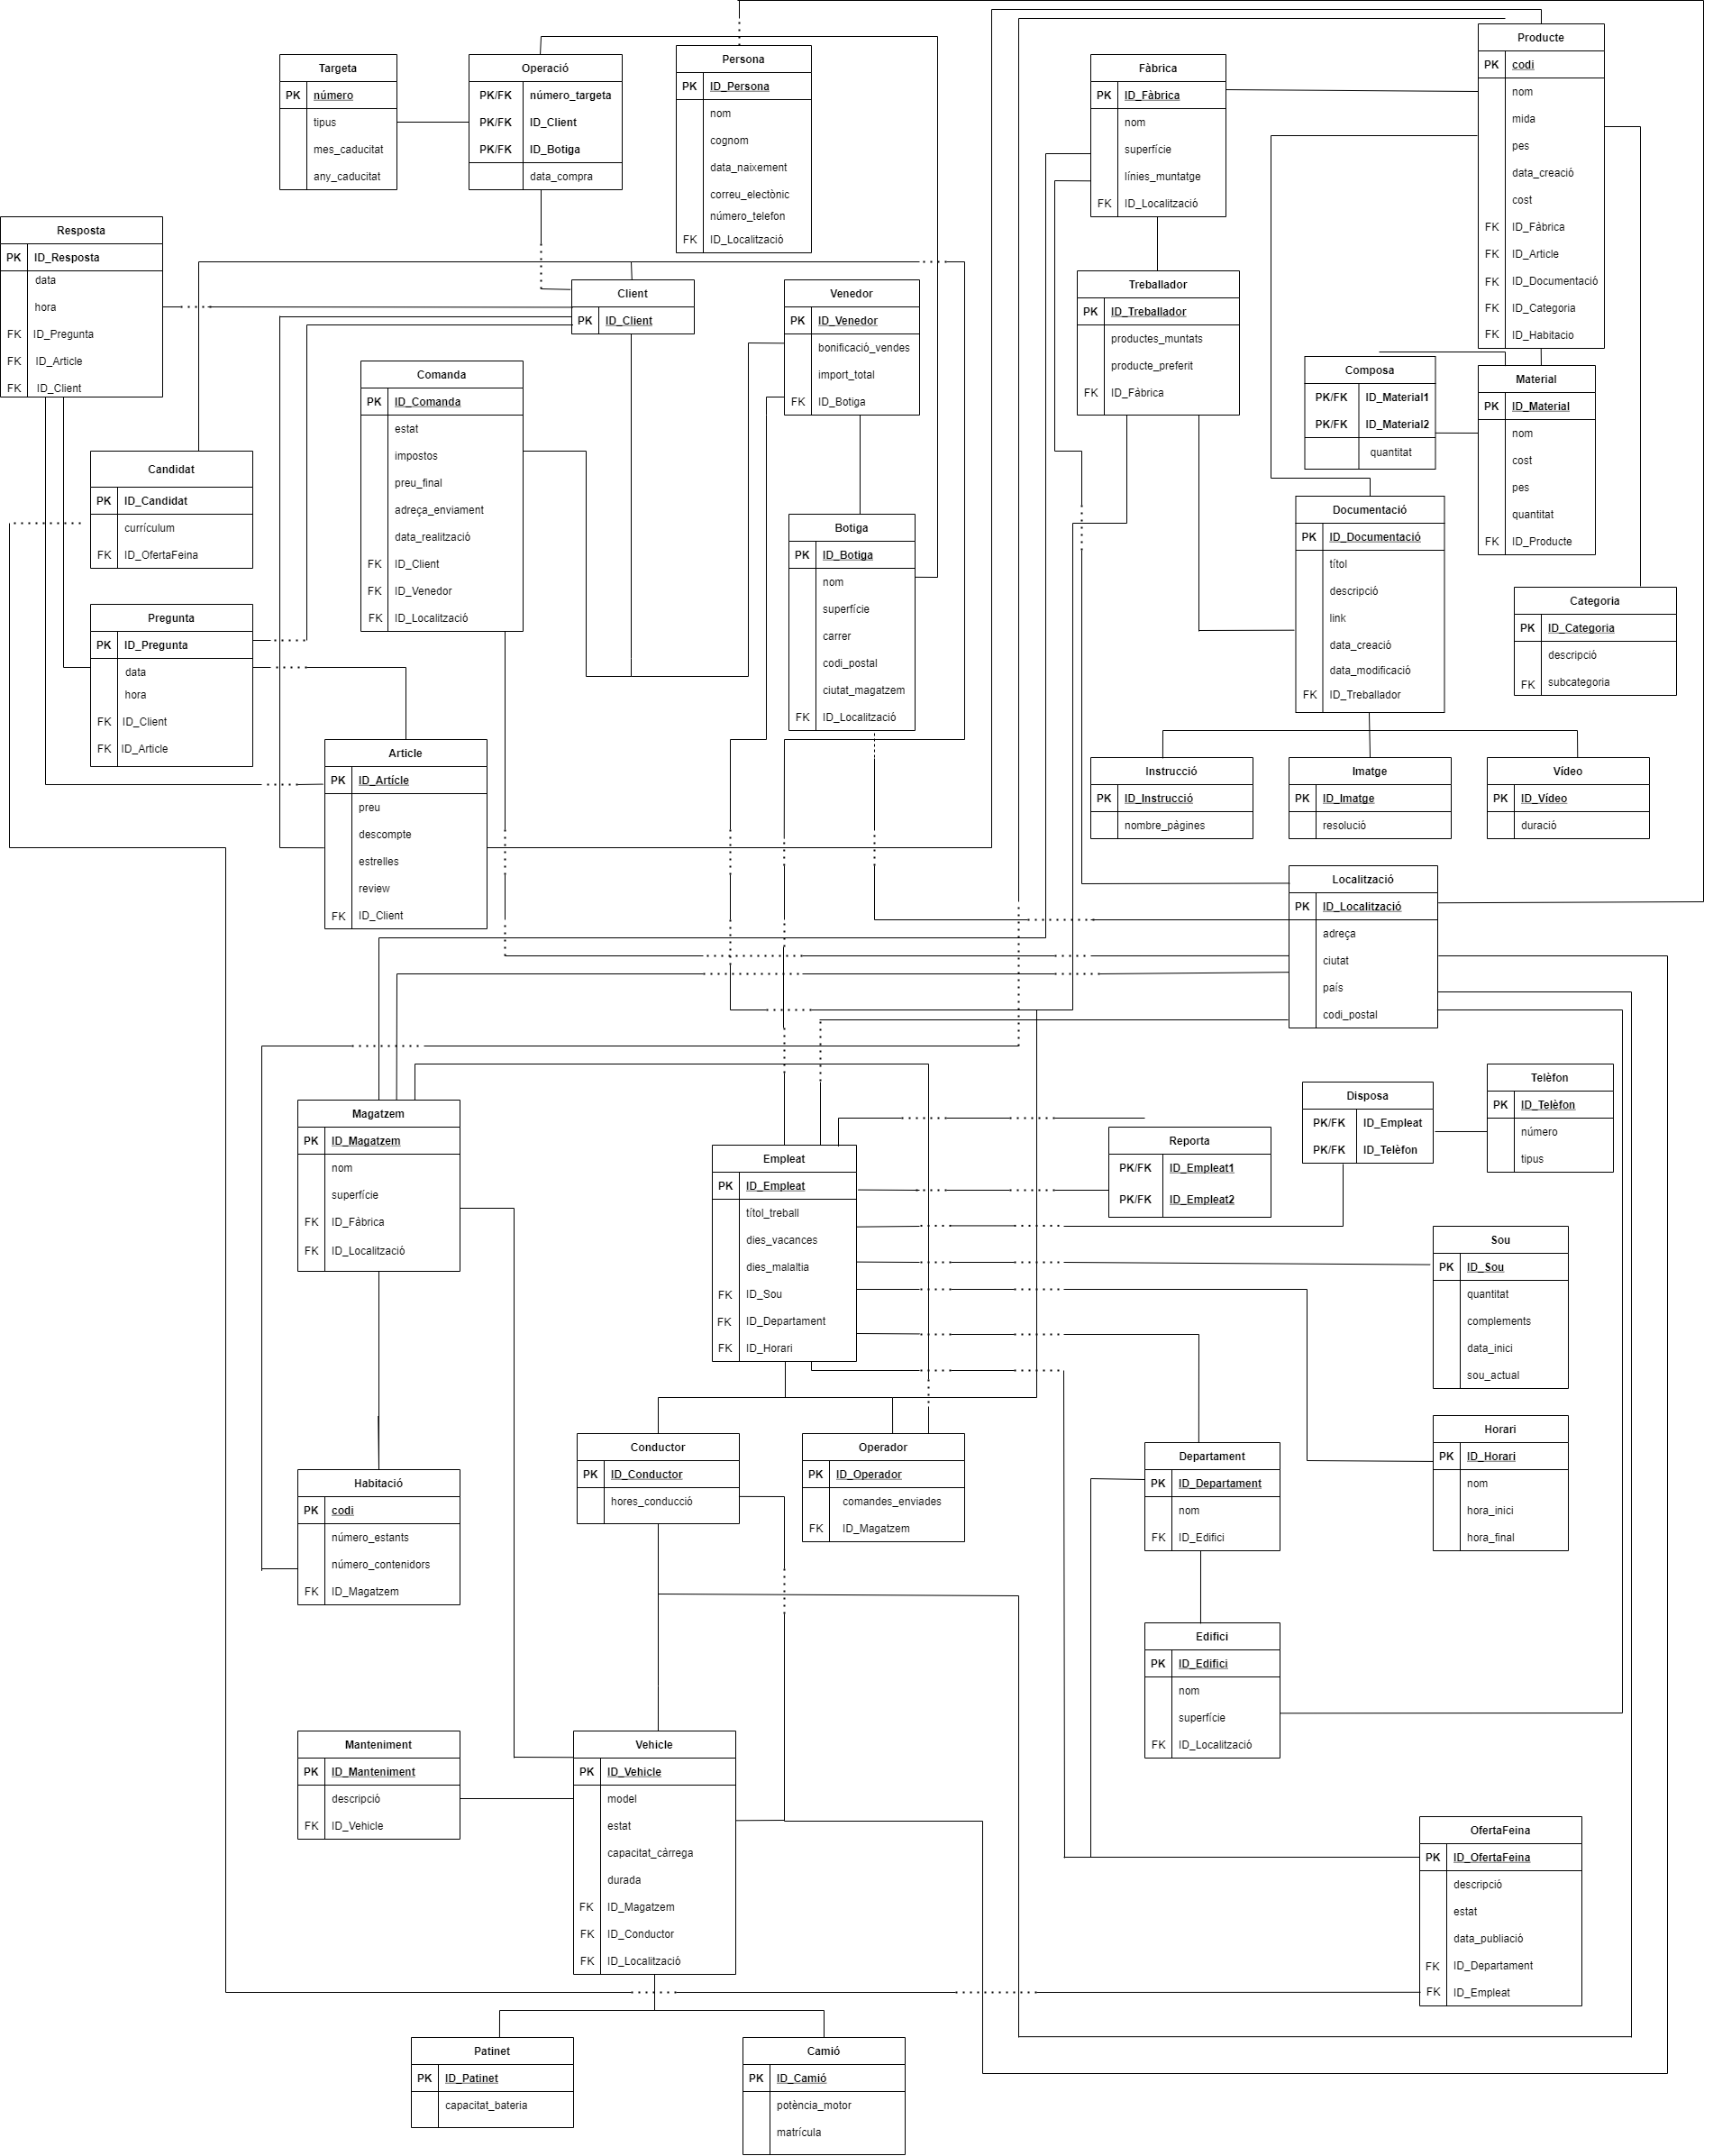 Producte
PK codi
nom
mida
pes
data_creació
cost
FK ID_Fàbrica
FK ID_Article
FK ID_Documentació
FK ID_Categoria
FK ID_Habitacio
Targeta
PK número
tipus
mes_caducitat
any_caducitat
Operació
PK/FK número_targeta
PK/FK ID_Client
PK/FK ID_Botiga
data_compra
Persona
PK ID_Persona
nom
cognom
data_naixement
correu_electònic
número_telefon
FK ID_Localització
Fàbrica
PK ID_Fàbrica
nom
superfície
línies_muntatge
FK ID_Localització
Resposta
PK ID_Resposta
data
hora
FK ID_Pregunta
FK ID_Article
FK ID_Client
Client
PK ID_Client
Venedor
PK ID_Venedor
bonificació_vendes
import_total
FK ID_Botiga
Treballador
PK ID_Treballador
productes_muntats
producte_preferit
FK ID_Fàbrica
Comanda
PK ID_Comanda
estat
impostos
preu_final
adreça_enviament
data_realització
FK ID_Client
FK ID_Venedor
FK ID_Localització
Composa
PK/FK ID_Material1
PK/FK ID_Material2
quantitat
Material
PK ID_Material
nom
cost
pes
quantitat
FK ID_Producte
Candidat
PK ID_Candidat
currículum
FK ID_OfertaFeina
Botiga
PK ID_Botiga
nom
superfície
carrer
codi_postal
ciutat_magatzem
FK ID_Localització
Documentació
PK ID_Documentació
títol
descripció
link
data_creació
data_modificació
FK ID_Treballador
Categoria
PK ID_Categoria
descripció
FK subcategoria
Pregunta
PK ID_Pregunta
data
hora
FK ID_Client
FK ID_Article
Article
PK ID_Artícle
preu
descompte
estrelles
review
FK ID_Client
Instrucció
PK ID_Instrucció
nombre_pàgines
Imatge
PK ID_Imatge
resolució
Vídeo
PK ID_Vídeo
duració
Localització
PK ID_Localització
adreça
ciutat
país
codi_postal
Magatzem
PK ID_Magatzem
nom
superfície
FK ID_Fàbrica
FK ID_Localització
Empleat
PK ID_Empleat
títol_treball
dies_vacances
dies_malaltia
FK ID_Sou
FK ID_Departament
FK ID_Horari
Reporta
PK/FK ID_Empleat1
PK/FK ID_Empleat2
Disposa
PK/FK ID_Empleat
PK/FK ID_Telèfon
Telèfon
PK ID_Telèfon
número
tipus
Sou
PK ID_Sou
quantitat
complements
data_inici
sou_actual
Horari
PK ID_Horari
nom
hora_inici
hora_final
Conductor
PK ID_Conductor
hores_conducció
Operador
PK ID_Operador
comandes_enviades
FK ID_Magatzem
Departament
PK ID_Departament
nom
FK ID_Edifici
Habitació
PK codi
número_estants
número_contenidors
FK ID_Magatzem
Edifici
PK ID_Edifici
nom
superfície
FK ID_Localització
Manteniment
PK ID_Manteniment
descripció
FK ID_Vehicle
Vehicle
PK ID_Vehicle
model
estat
capacitat_càrrega
durada
FK ID_Magatzem
FK ID_Conductor
FK ID_Localització
OfertaFeina
PK ID_OfertaFeina
descripció
estat
data_publiació
FK ID_Departament
FK ID_Empleat
Patinet
PK ID_Patinet
capacitat_bateria
Camió
PK ID_Camió
potència_motor
matrícula